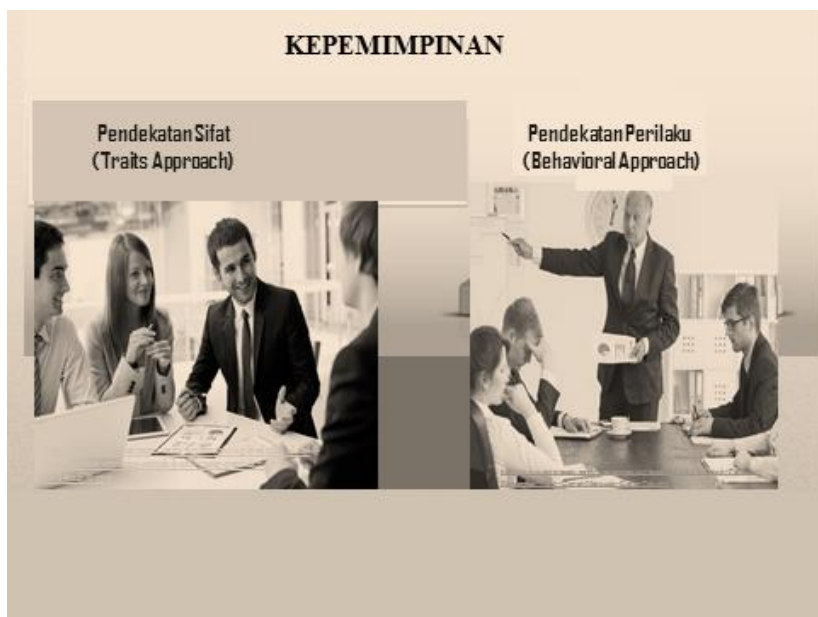 KEPEMIMPINAN
Pendekatan Sifat
(Traits Approach)
Pendekatan Perilaku
(Behavioral Approach)